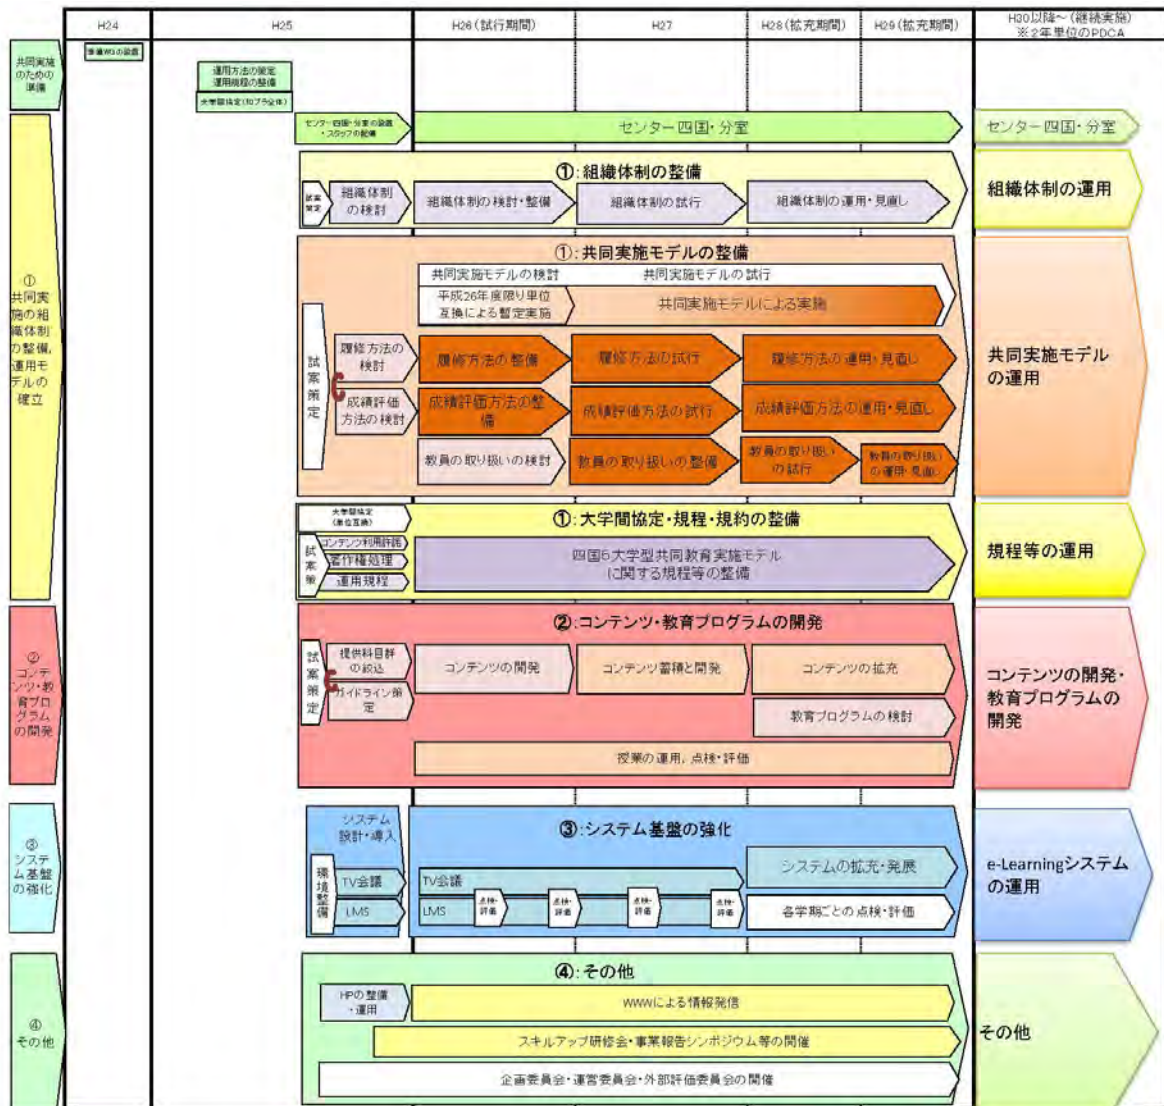 H24
H25
H26(試行期間)
H27
H28(拡充期間)
H29(拡充期間)
H30以降～(継続実施)
※2年単位のPDCA
共同実施
のための
準備
準備WGの設置
運用方法の策定
運用規程の整備
大学間協定(知プラ全体)
センター四国・分室の設置
・スタッフの配備
センター四国・分室
センター四国・分室
①
共同実
施の組
織体制
の整備,
運用モ
デルの
確立
①:組織体制の整備
試案
策定
組織体制
の検討
組織体制の検討・整備
組織体制の試行
組織体制の運用・見直し
組織体制の運用
①:共同実施モデルの整備
共同実施モデルの検討
共同実施モデルの試行
平成26年度限り単位
互換による暫定実施
共同実施モデルによる実施
試案策定
履修方法の
検討
履修方法の整備
履修方法の試行
履修方法の運用・見直し
成績評価
方法の検討
成績評価方法の整
備
成績評価方法の試行
成績評価方法の運用・見直し
教員の取り扱いの検討
教員の取り扱いの整備
教員の取り扱い
の試行
教員の取り扱い
の運用・見直し
共同実施モデル
の運用
大学間協定
(単位互換)
①:大学間協定・規程・規約の整備
試案策
コンテンツ利用許諾
著作権処理
運用規程
四国5大学型共同教育実施モデル
に関する規程等の整備
規程等の運用
②
コンテ
ンツ・教
育プロ
グラム
の開発
②:コンテンツ・教育プログラムの開発
試案策定
提供科目群
の絞込
ガイドライン策
定
コンテンツの開発
コンテンツ蓄積と開発
コンテンツの拡充
教育プログラムの検討
授業の運用,点検・評価
コンテンツの開発・
教育プログラムの
開発
③
システ
ム基盤
の強化
システム
設計・導入
③:システム基盤の強化
環境整備
TV会議
LMS
TV会議
LMS
点検・
評価
点検・
評価
点検・
評価
点検・
評価
システムの拡充・発展
各学期ごとの点検・評価
e-Learningシステム
の運用
④
その他
④:その他
HPの整備
・運用
WWWによる情報発信
スキルアップ研修会・事業報告シンポジウム等の開催
企画委員会・運営委員会・外部評価委員会の開催
その他